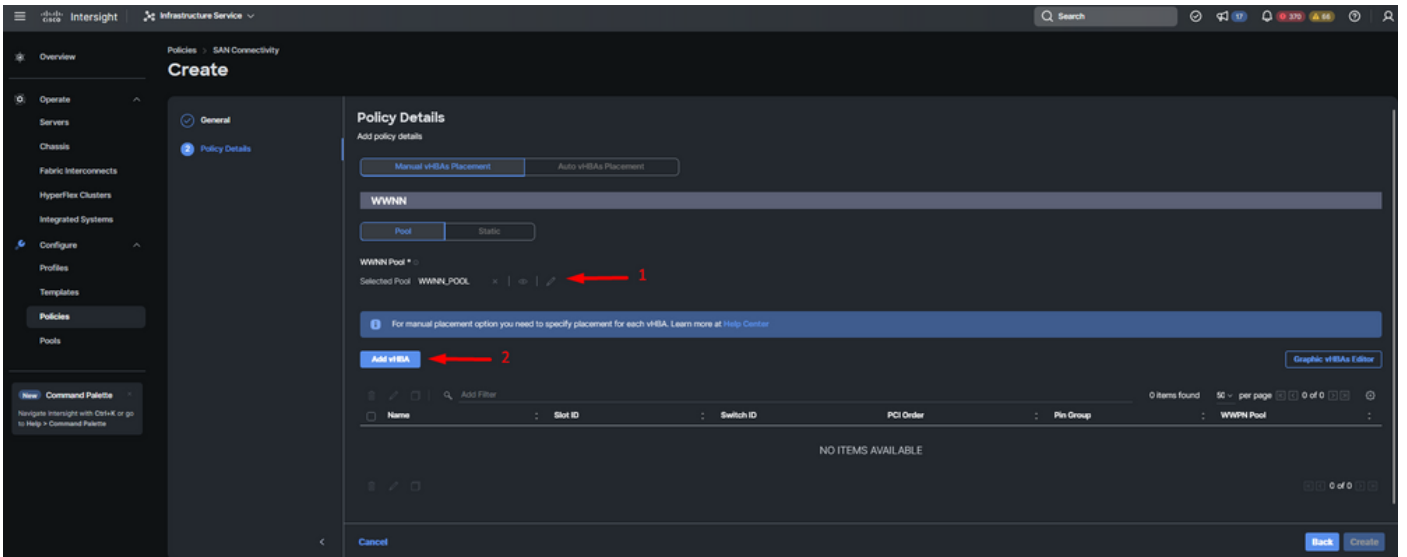 cisco Intersight Infrastructure Service Search 17 370 66
Overview
Policies > SAN Connectivity
Create
Operate
Servers
Chassis
Fabric Interconnects
HyperFlex Clusters
Integrated Systems
Configure
Profiles
Templates
Policies
Pools
New Command Palette
Navigate Intersight with Ctrl+K or go
to Help > Command Palette
General
2 Policy Details
Policy Details
Add policy details
Manual vHBAs Placement Auto vHBAs Placement
WWNN
Pool Static
WWNN Pool *
Selected Pool WWNN_POOL × 1
For manual placement option you need to specify placement for each vHBA. Learn more at Help Center
Add vHBA 2 Graphic vHBAs Editor
Add Filter 0 items found 50 per page 0 of 0
Name Slot ID Switch ID PCI Order Pin Group WWPN Pool
NO ITEMS AVAILABLE
0 of 0
Cancel Back Create